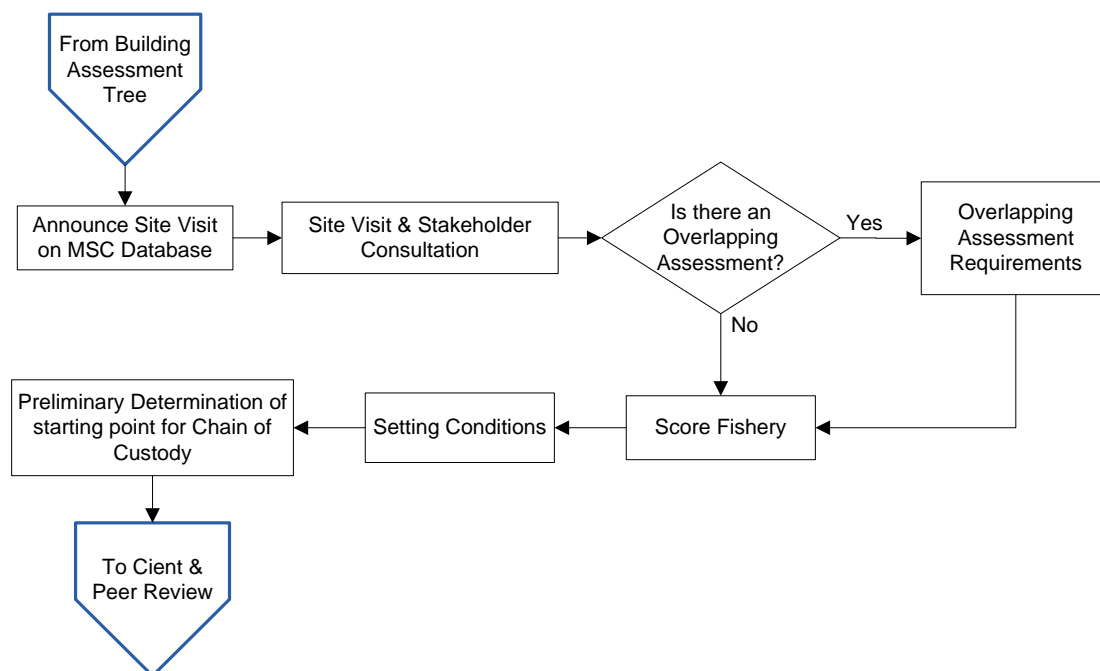 From Building
Assessment
Tree
Announce Site Visit
on MSC Database
Site Visit & Stakeholder
Consultation
Is there an
Overlapping
Assessment?
Yes
Overlapping
Assessment
Requirements
No
Score Fishery
Setting Conditions
Preliminary Determination of
starting point for Chain of
Custody
To Cient &
Peer Review